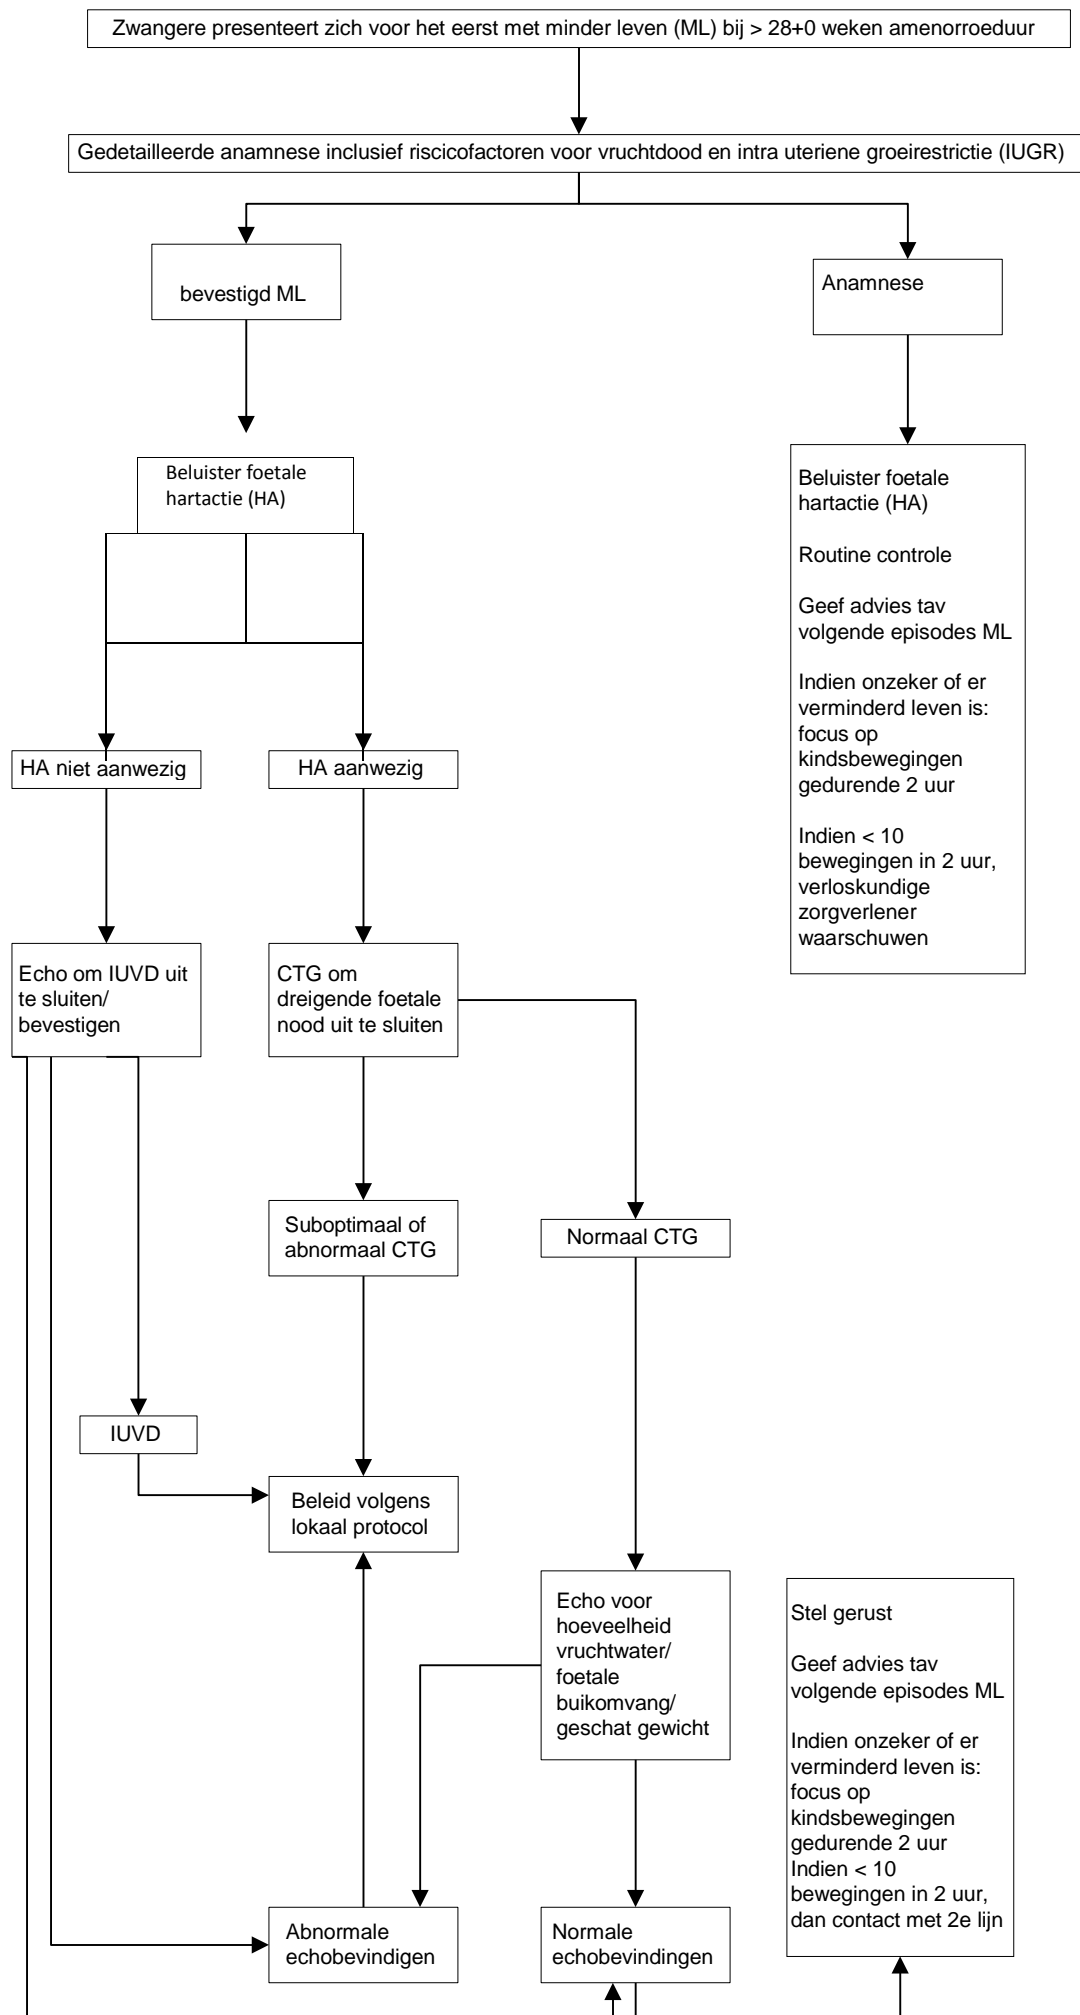 Zwangere presenteert zich voor het eerst met minder leven (ML) bij > 28+0 weken amenorroeduur
Gedetailleerde anamnese inclusief riscicofactoren voor vruchtdood en intra uteriene groeirestrictie (IUGR)
bevestigd ML
Anamnese
Beluister foetale
hartactie (HA)
Beluister foetale
hartactie (HA)
Routine controle
Geef advies tav
volgende episodes ML
Indien onzeker of er
verminderd leven is:
focus op
kindsbewegingen
gedurende 2 uur
Indien < 10
bewegingen in 2 uur,
verloskundige
zorgverlener
waarschuwen
HA niet aanwezig
HA aanwezig
Echo om IUVD uit
te sluiten/
bevestigen
CTG om
dreigende foetale
nood uit te sluiten
Suboptimaal of
abnormaal CTG
Normaal CTG
IUVD
Beleid volgens
lokaal protocol
Echo voor
hoeveelheid
vruchtwater/
foetale
buikomvang/
geschat gewicht
Stel gerust
Geef advies tav
volgende episodes ML
Indien onzeker of er
verminderd leven is:
focus op
kindsbewegingen
gedurende 2 uur
Indien < 10
bewegingen in 2 uur,
dan contact met 2e lijn
Abnormale
echobevindigen
Normale
echobevindingen